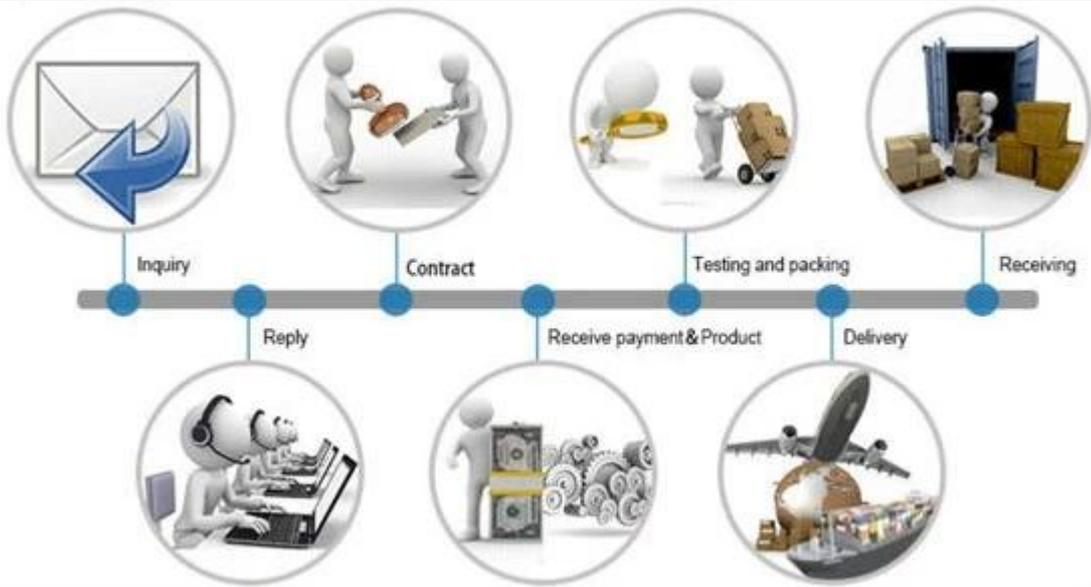 Inquiry
Reply
Contract
Receive payment & Product
Testing and packing
Delivery
Receiving